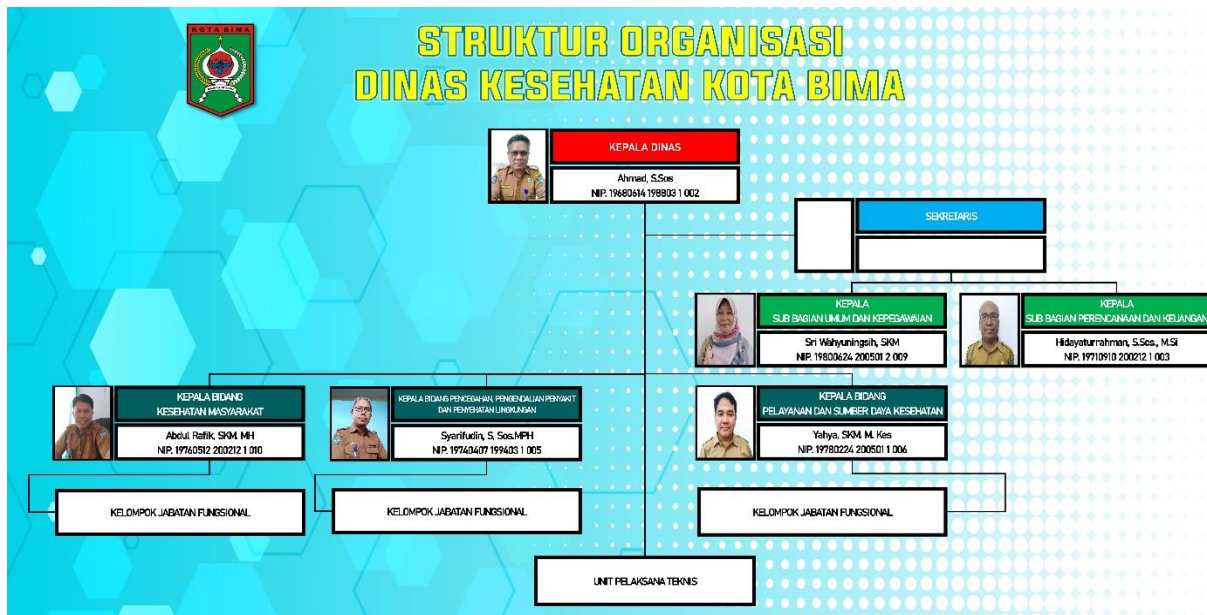 KOTA BIMA
STRUKTUR ORGANISASI
DINAS KESEHATAN KOTA BIMA
KEPALA DINAS
Ahmad, S.Sos
NIP. 19680614 198803 1 002
SEKRETARIS
KEPALA
SUB BAGIAN UMUM DAN KEPEGAWAIAN
Sri Wahyuningsih, SKM
NIP. 19800624 200501 2 009
KEPALA
SUB BAGIAN PERENCANAAN DAN KEUANGAN
Hidayaturrahman, S.Sos., M.Si
NIP. 19710910 200212 1 003
KEPALA BIDANG
KESEHATAN MASYARAKAT
Abdul Rafik, SKM. MH
NIP. 19760512 200212 1 010
KEPALA BIDANG PENCEGAHAN, PENGENDALIAN PENYAKIT
DAN PENYEHATAN LINGKUNGAN
Syarifudin, S, Sos.MPH
NIP. 19740407 199403 1 005
KEPALA BIDANG
PELAYANAN DAN SUMBER DAYA KESEHATAN
Yahya, SKM. M. Kes
NIP. 19780224 200501 1 006
KELOMPOK JABATAN FUNGSIONAL
KELOMPOK JABATAN FUNGSIONAL
KELOMPOK JABATAN FUNGSIONAL
UNIT PELAKSANA TEKNIS